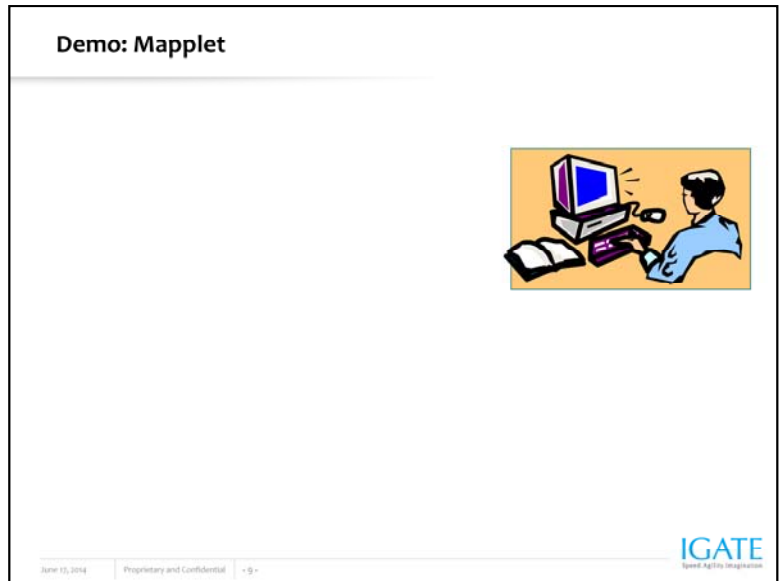 Demo: Mapplet
IGATE
Speed.Agility.Imagination
June 17, 2014 Proprietary and Confidential - 9 -